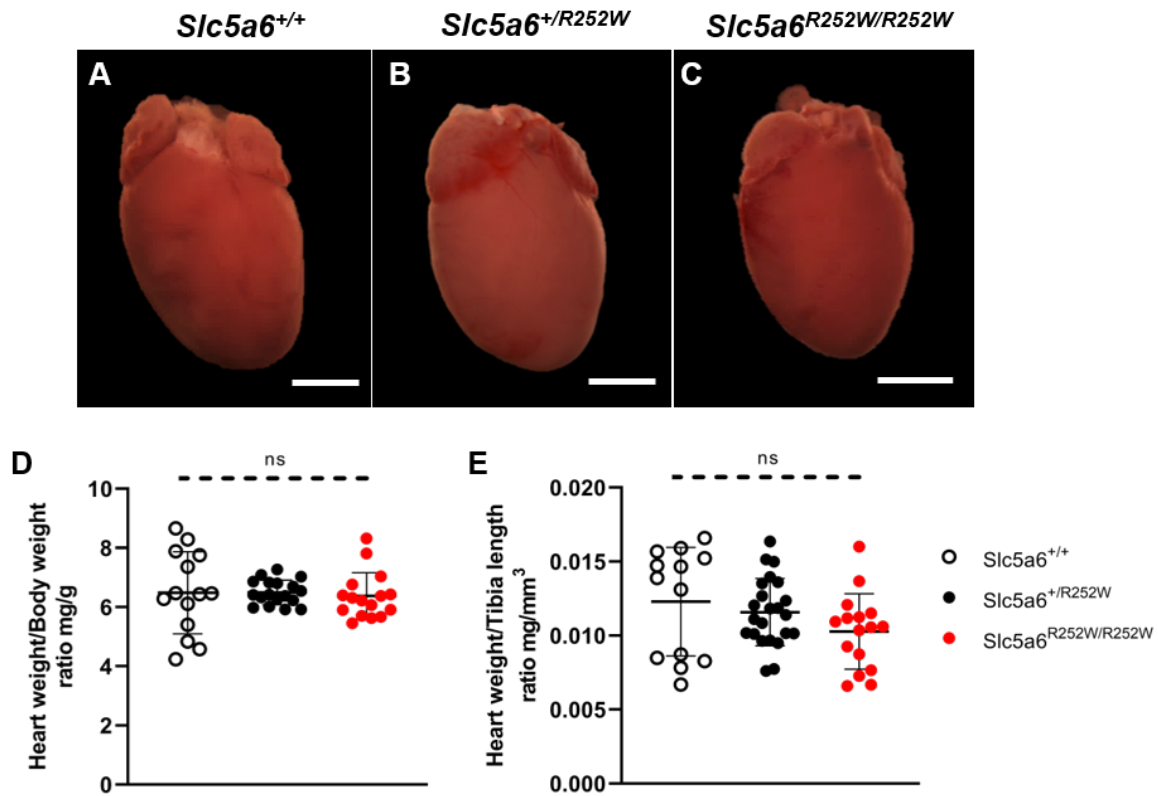 Slc5a6+/+ Slc5a6+/R252W Slc5a6R252W/R252W
A B C
D
ns
Heart weight/Body weight
ratio mg/g
10
8
6
4
2
0
E
ns
Heart weight/Tibia length
ratio mg/mm3
0.020
0.015
0.010
0.005
0.000
Slc5a6+/+
Slc5a6+/R252W
Slc5a6R252W/R252W